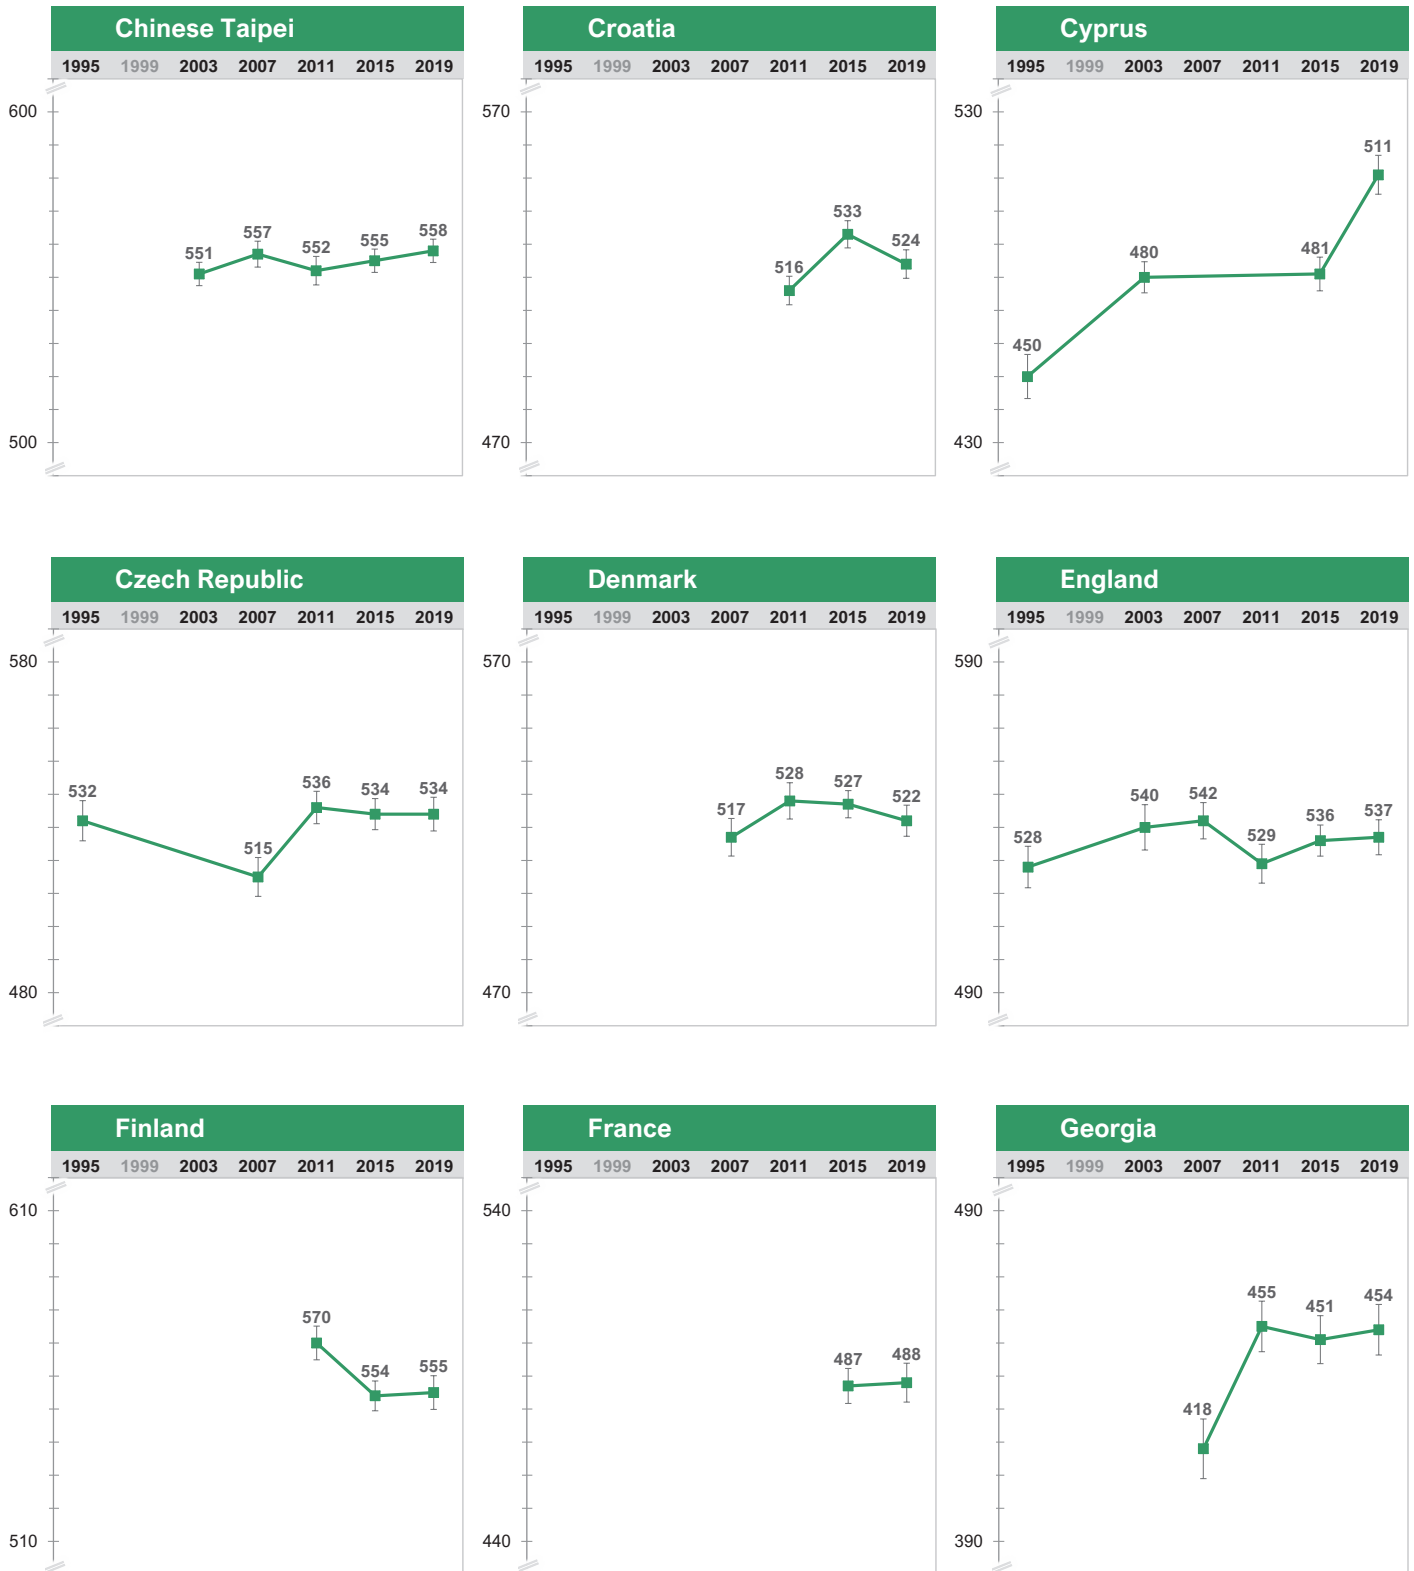 Chinese Taipei
1995 1999 2003 2007 2011 2015 2019
600
551 557 552 555 558
500
Croatia
1995 1999 2003 2007 2011 2015 2019
570
516 533 524
470
Cyprus
1995 1999 2003 2007 2011 2015 2019
530
450 480 481 511
430
Czech Republic
1995 1999 2003 2007 2011 2015 2019
580
532 515 536 534 534
480
Denmark
1995 1999 2003 2007 2011 2015 2019
570
517 528 527 522
470
England
1995 1999 2003 2007 2011 2015 2019
590
528 540 542 529 536 537
490
Finland
1995 1999 2003 2007 2011 2015 2019
610
570 554 555
510
France
1995 1999 2003 2007 2011 2015 2019
540
487 488
440
Georgia
1995 1999 2003 2007 2011 2015 2019
490
418 455 451 454
390